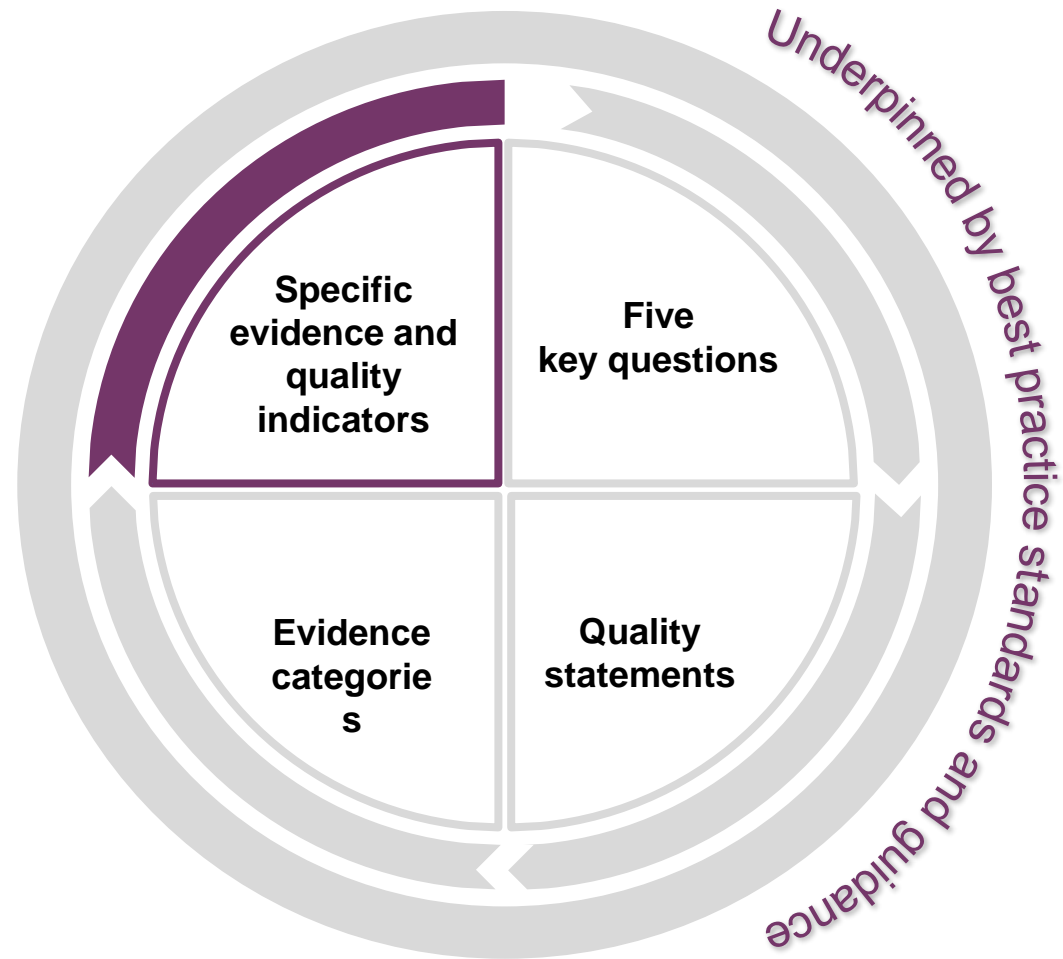 Specific
evidence and
quality
indicators
Five
key questions
Evidence
categorie
s
Quality
statements
Underpinned by best practice standards and guidance